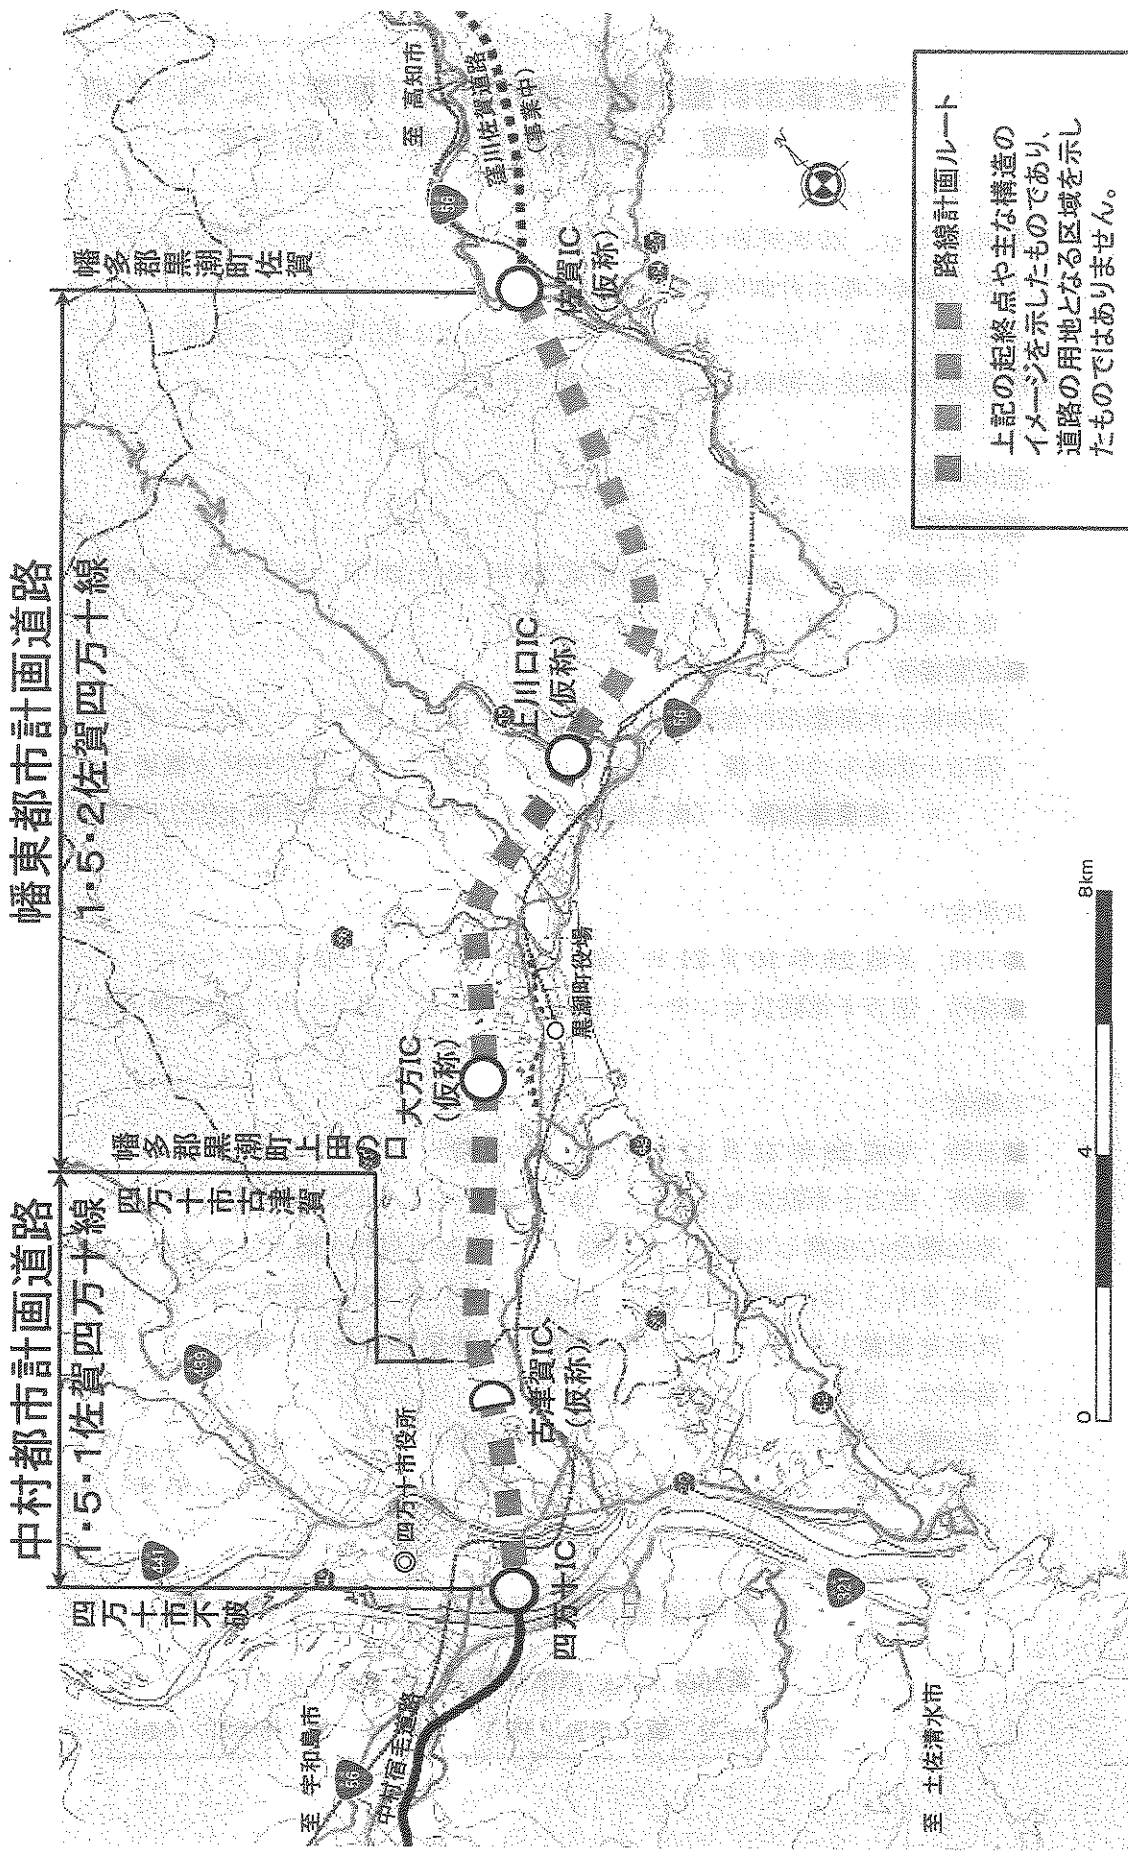 中村都市計画道路
1・5・1佐賀四万十線
幡東都市計画道路
1・5・2佐賀四万十線
四万十市不破
四万十市古津賀
幡多郡黒潮町上田の口
幡多郡黒潮町佐賀
至 宇和島市
56
中村宿毛道路
441
439
四万十市役所
四万十IC
古津賀IC
(仮称)
大方IC
(仮称)
黒潮町役場
上川口IC
(仮称)
56
佐賀IC
(仮称)
56
至 高知市
窪川佐賀道路
(事業中)
321
至 土佐清水市
0
4
8km
路線計画ルート
上記の起終点や主な構造の
イメージを示したものであり、
道路の用地となる区域を示し
たものではありません。